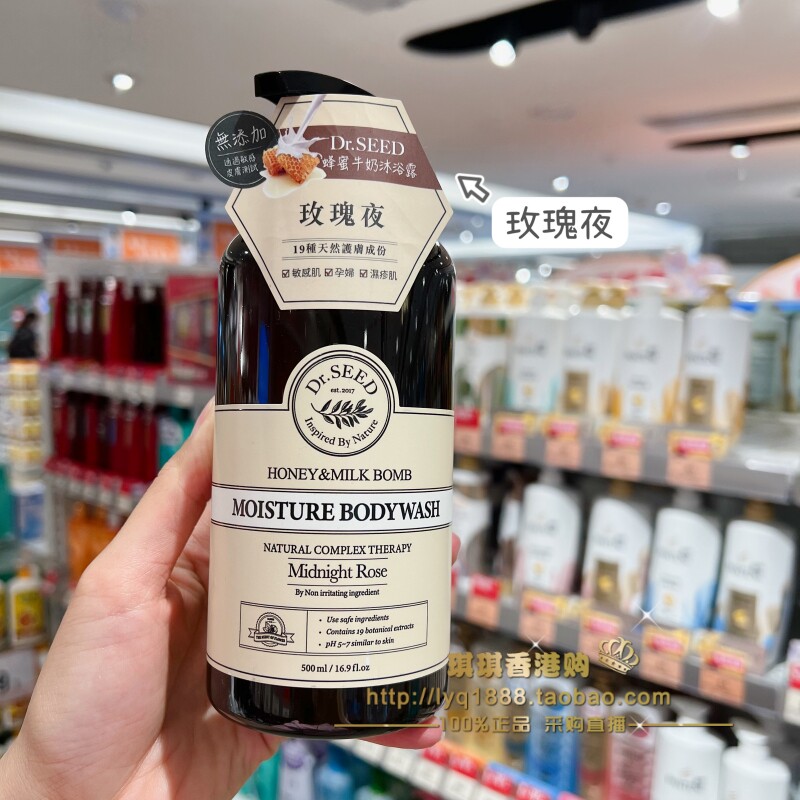 無添加
通過敏感
皮膚測試
Dr.SEED
蜂蜜牛奶沐浴露
玫瑰夜
19種天然護膚成份
☑敏感肌 ☑孕婦 ☑濕疹肌
玫瑰夜
Dr.SEED
est. 2017
Inspired By Nature
HONEY&MILK BOMB
MOISTURE BODYWASH
NATURAL COMPLEX THERAPY
Midnight Rose
By Non irritating ingredient
• Use safe ingredients
• Contains 19 botanical extracts
• pH 5~7 similar to skin
500 ml / 16.9 fl.oz
琪琪香港购
http://lyq1888.taobao.com
100%正品 采购直播